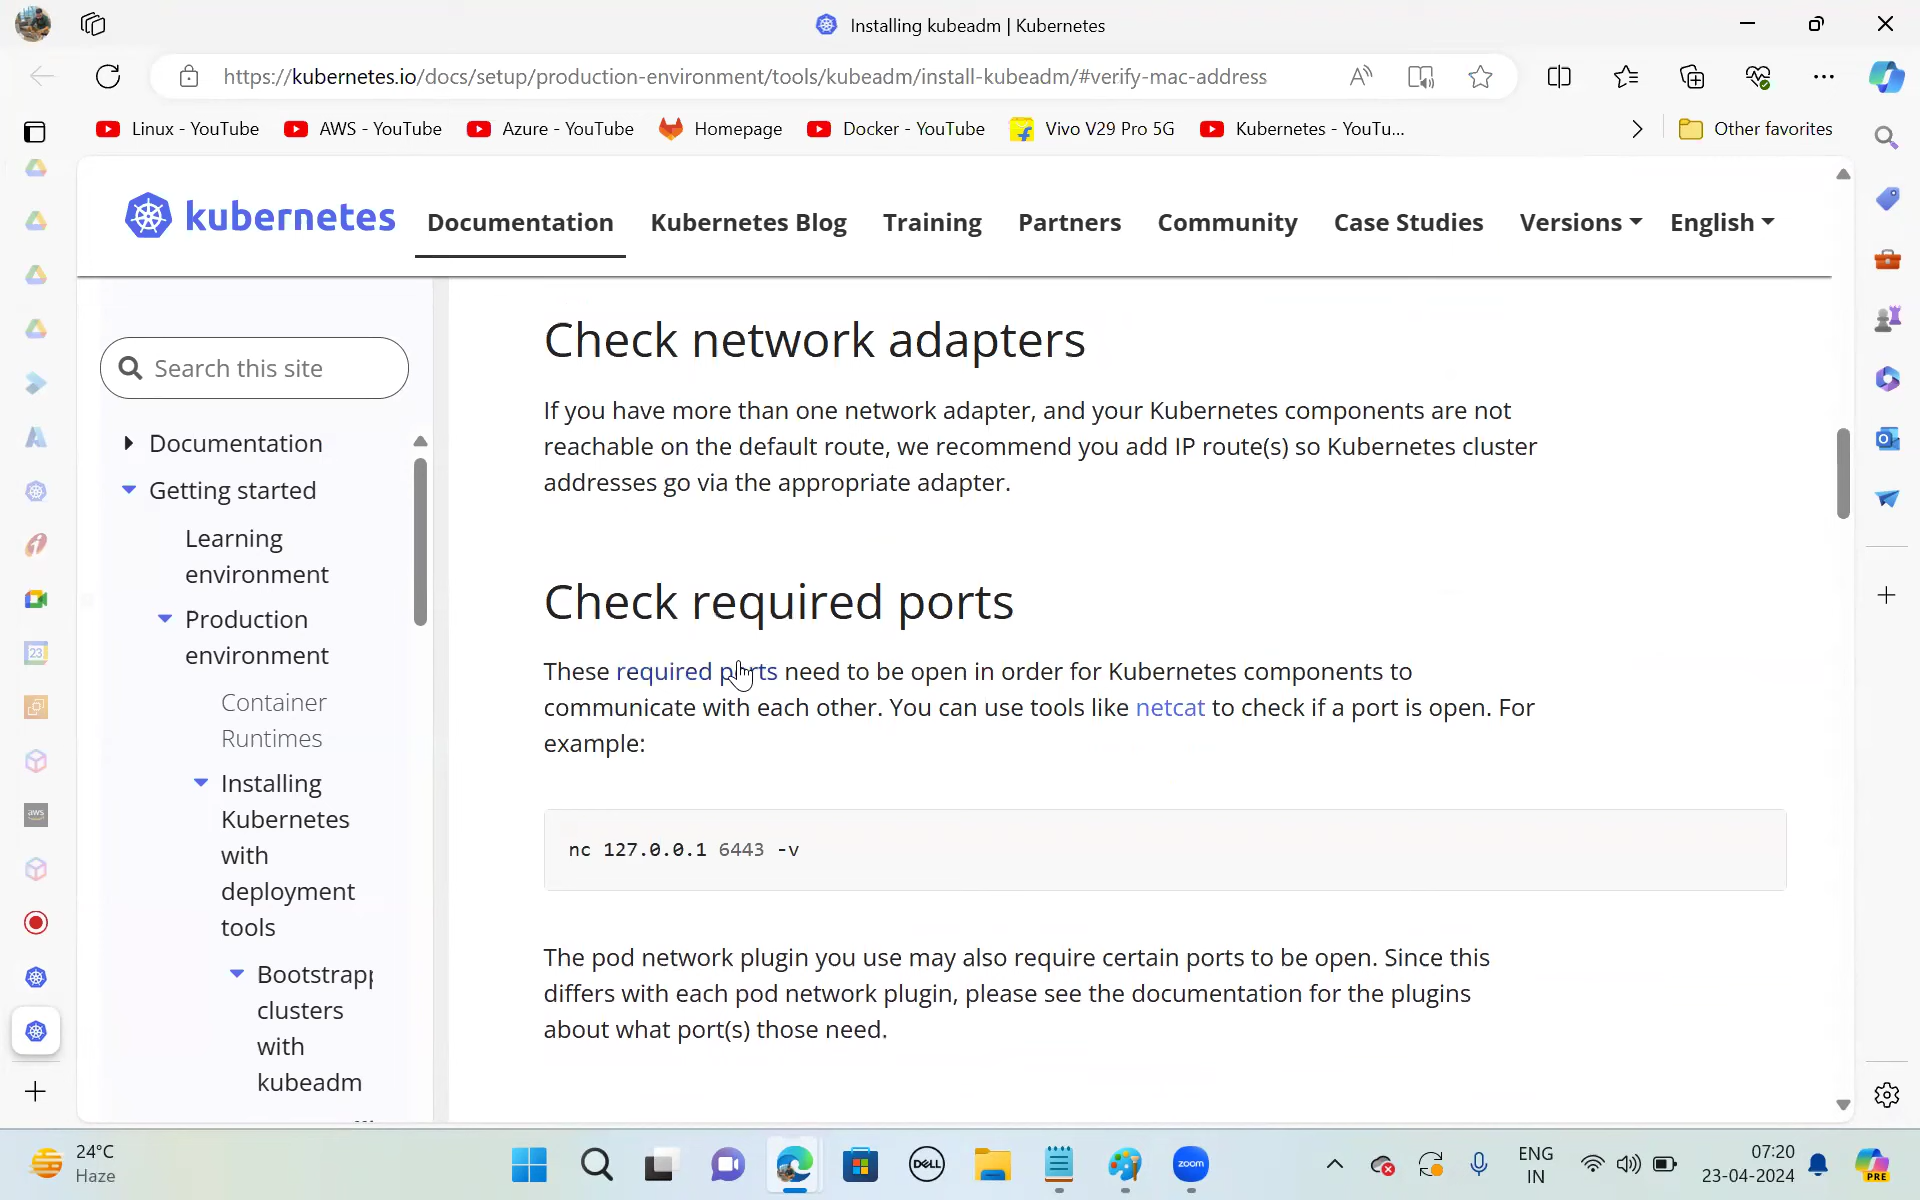 Installing kubeadm | Kubernetes
https://kubernetes.io/docs/setup/production-environment/tools/kubeadm/install-kubeadm/#verify-mac-address
Linux - YouTube
AWS - YouTube
Azure - YouTube
Homepage
Docker - YouTube
Vivo V29 Pro 5G
Kubernetes - YouTu...
Other favorites
kubernetes
Documentation
Kubernetes Blog
Training
Partners
Community
Case Studies
Versions
English
Search this site
Documentation
Getting started
Learning
environment
Production
environment
Container
Runtimes
Installing
Kubernetes
with
deployment
tools
Bootstrapp
clusters
with
kubeadm
Check network adapters
If you have more than one network adapter, and your Kubernetes components are not
reachable on the default route, we recommend you add IP route(s) so Kubernetes cluster
addresses go via the appropriate adapter.
Check required ports
These required ports need to be open in order for Kubernetes components to
communicate with each other. You can use tools like netcat to check if a port is open. For
example:
nc 127.0.0.1 6443 -v
The pod network plugin you use may also require certain ports to be open. Since this
differs with each pod network plugin, please see the documentation for the plugins
about what port(s) those need.
23
aws
24°C
Haze
DELL
zoom
ENG
IN
07:20
23-04-2024
PRE